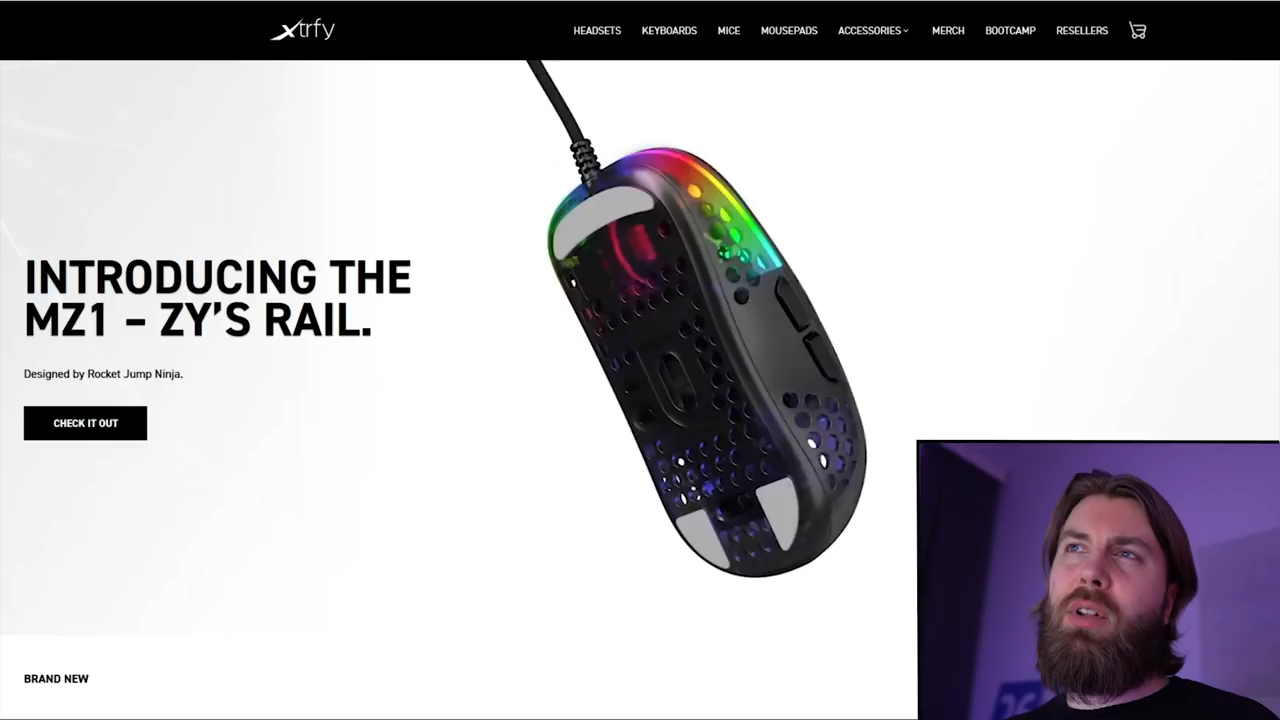 xtrfy
HEADSETS KEYBOARDS MICE MOUSEPADS ACCESSORIES MERCH BOOTCAMP RESELLERS
INTRODUCING THE
MZ1 – ZY'S RAIL.
Designed by Rocket Jump Ninja.
CHECK IT OUT
BRAND NEW